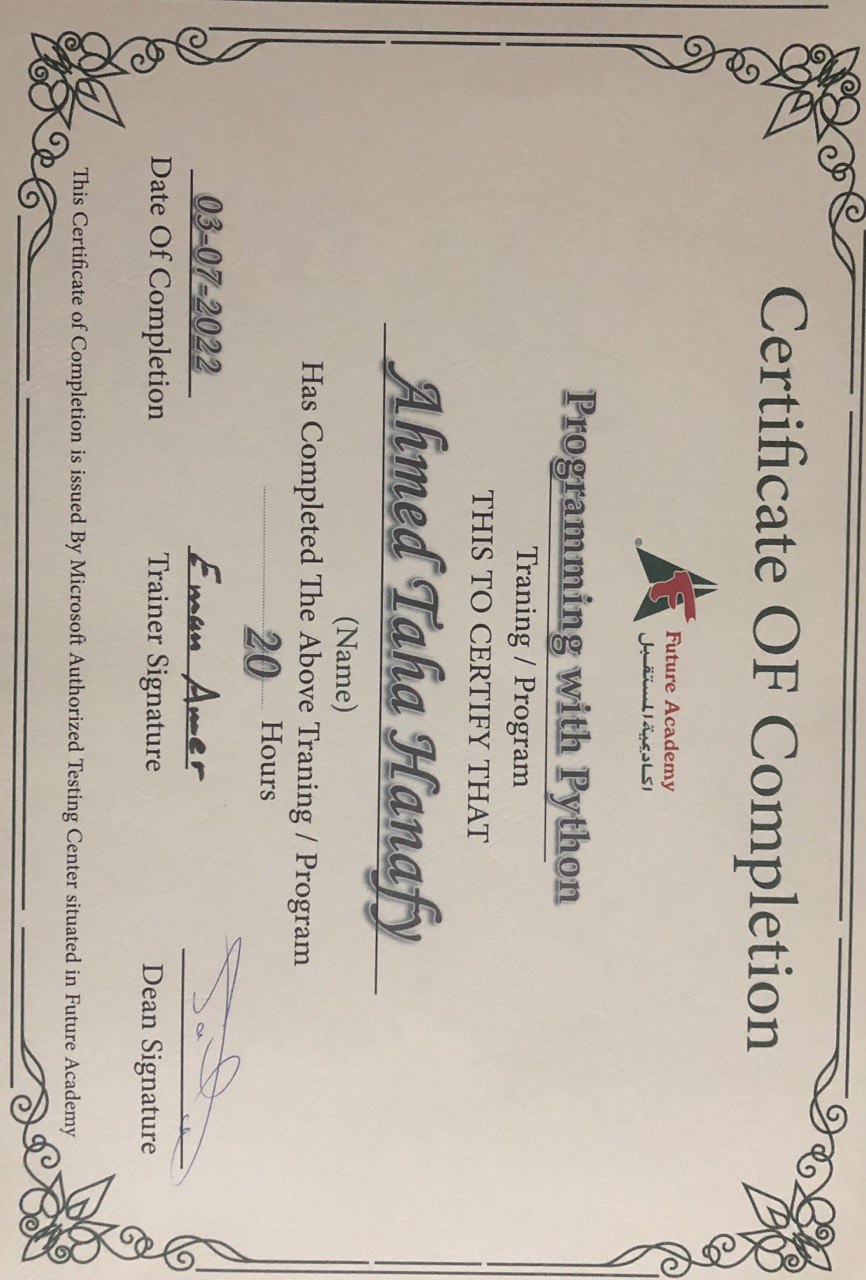 Certificate OF Completion
Future Academy
اكاديمية المستقبل
Programming with Python
Traning / Program
THIS TO CERTIFY THAT
Ahmed Taha Hanafy
(Name)
Has Completed The Above Traning / Program
20 Hours
03-07-2022 Eman Amer
Date Of Completion Trainer Signature Dean Signature
This Certificate of Completion is issued By Microsoft Authorized Testing Center situated in Future Academy